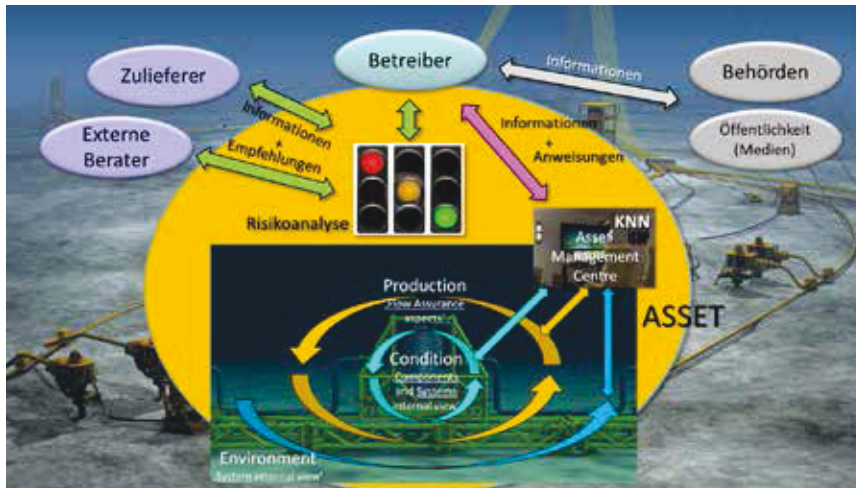 Zulieferer
Betreiber
Informationen
Behörden
Externe
Berater
Informationen
+
Empfehlungen
Informationen
+
Anweisungen
Öffentlichkeit
(Medien)
Risikoanalyse
KNN
Asset
Management
Centre
ASSET
Production
'Flow Assurance
aspects'
Condition
'Components
and Systems
internal view'
Environment
'System internal view'